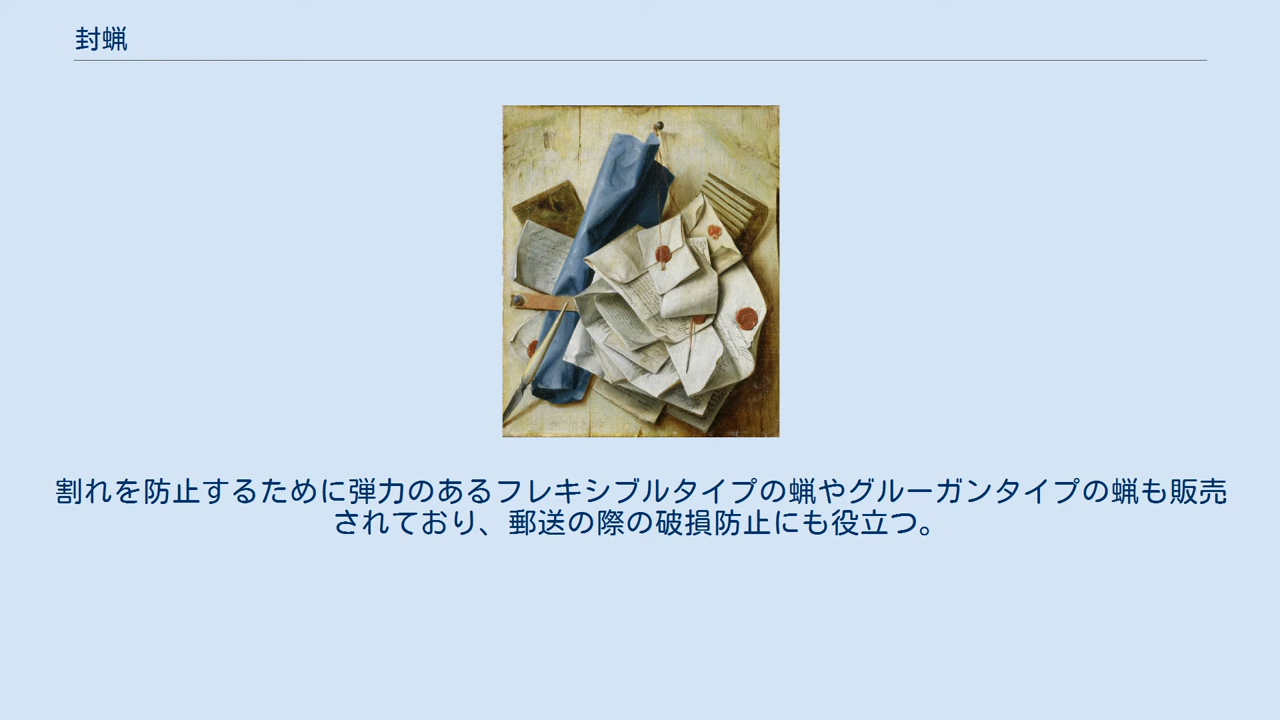 封蝋
割れを防止するために弾力のあるフレキシブルタイプの蝋やグルーガンタイプの蝋も販売
されており、郵送の際の破損防止にも役立つ。